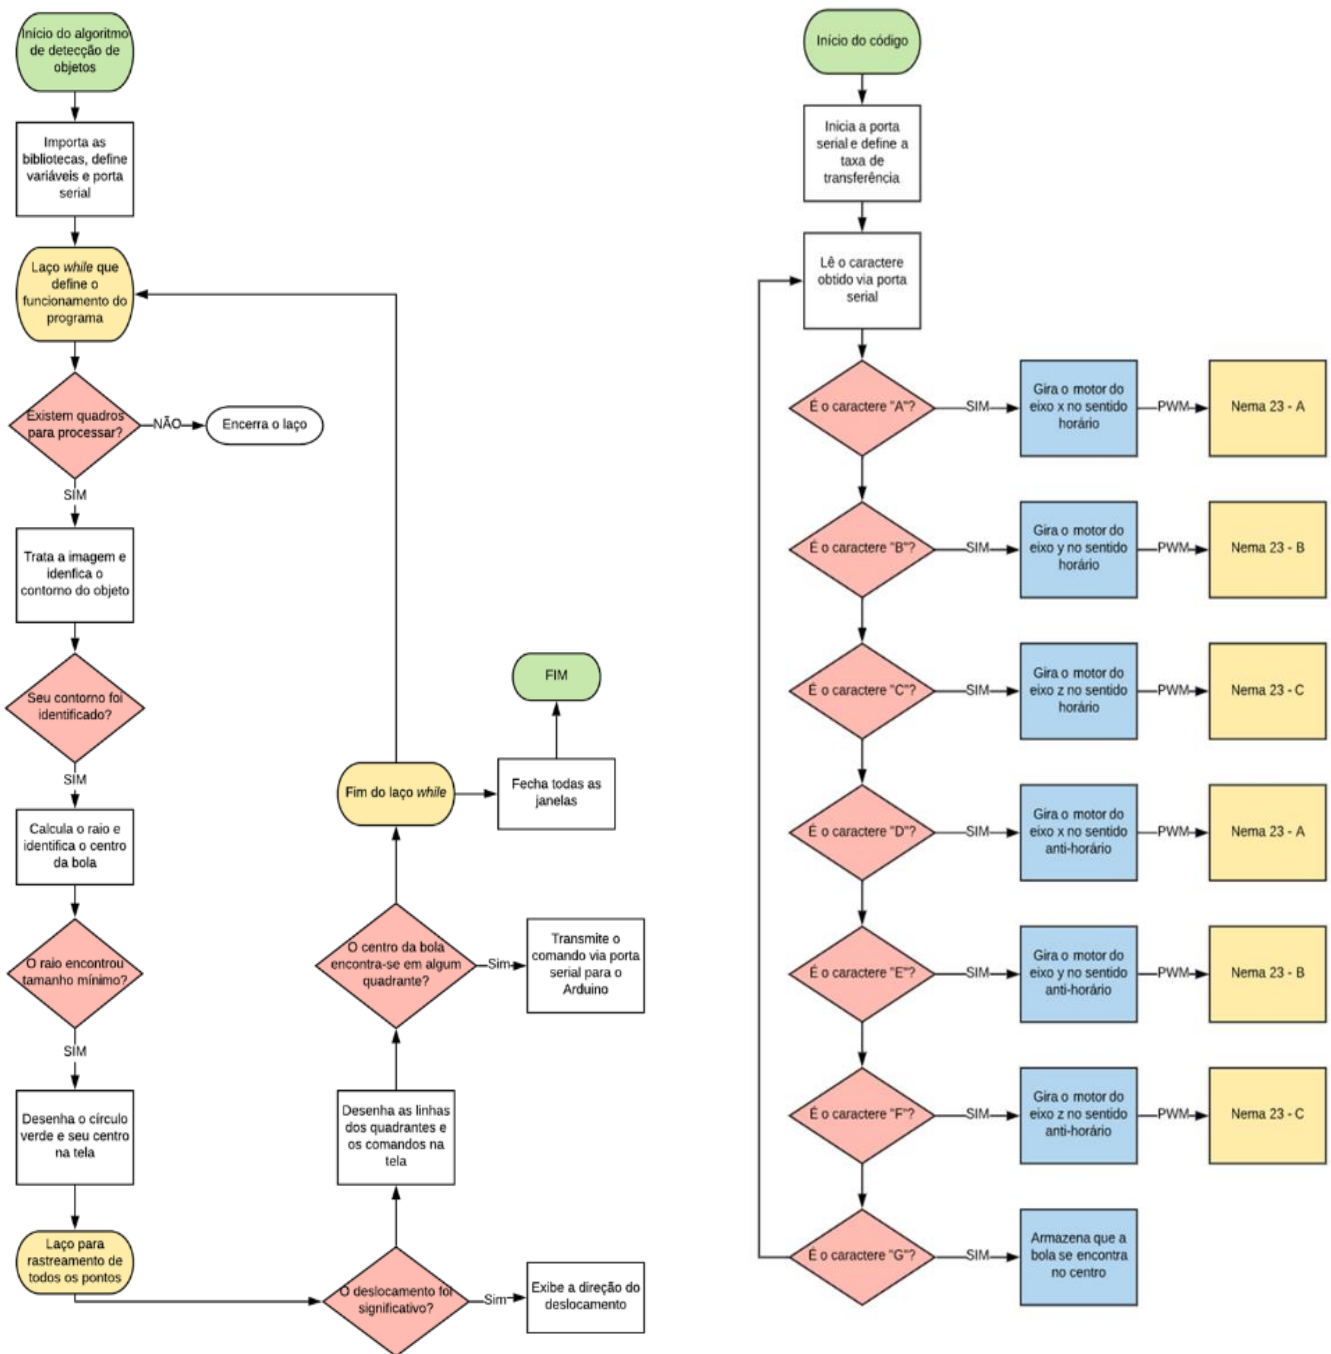 Início do algoritmo
de detecção de
objetos
Importa as
bibliotecas, define
variáveis e porta
serial
Laço while que
define o
funcionamento do
programa
Existem quadros
para processar?
NÃO
Encerra o laço
SIM
Trata a imagem e
idenfica o
contorno do objeto
Seu contorno foi
identificado?
SIM
Calcula o raio e
identifica o centro
da bola
O raio encontrou
tamanho mínimo?
SIM
Desenha o círculo
verde e seu centro
na tela
Laço para
rastreamento de
todos os pontos
O deslocamento foi
significativo?
Sim
Exibe a direção do
deslocamento
Desenha as linhas
dos quadrantes e
os comandos na
tela
O centro da bola
encontra-se em algum
quadrante?
Sim
Transmite o
comando via porta
serial para o
Arduino
Fim do laço while
Fecha todas as
janelas
FIM
Início do código
Inicia a porta
serial e define a
taxa de
transferência
Lê o caractere
obtido via porta
serial
É o caractere "A"?
SIM
Gira o motor do
eixo x no sentido
horário
PWM
Nema 23 - A
É o caractere "B"?
SIM
Gira o motor do
eixo y no sentido
horário
PWM
Nema 23 - B
É o caractere "C"?
SIM
Gira o motor do
eixo z no sentido
horário
PWM
Nema 23 - C
É o caractere "D"?
SIM
Gira o motor do
eixo x no sentido
anti-horário
PWM
Nema 23 - A
É o caractere "E"?
SIM
Gira o motor do
eixo y no sentido
anti-horário
PWM
Nema 23 - B
É o caractere "F"?
SIM
Gira o motor do
eixo z no sentido
anti-horário
PWM
Nema 23 - C
É o caractere "G"?
SIM
Armazena que a
bola se encontra
no centro